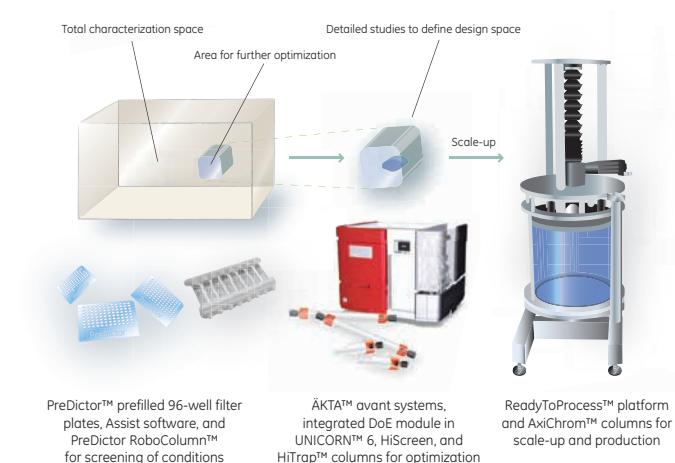 Total characterization space
Detailed studies to define design space
Area for further optimization
Scale-up
PreDictor™ prefilled 96-well filter
plates, Assist software, and
PreDictor RoboColumn™
for screening of conditions
ÄKTA™ avant systems,
integrated DoE module in
UNICORN™ 6, HiScreen, and
HiTrap™ columns for optimization
ReadyToProcess™ platform
and AxiChrom™ columns for
scale-up and production